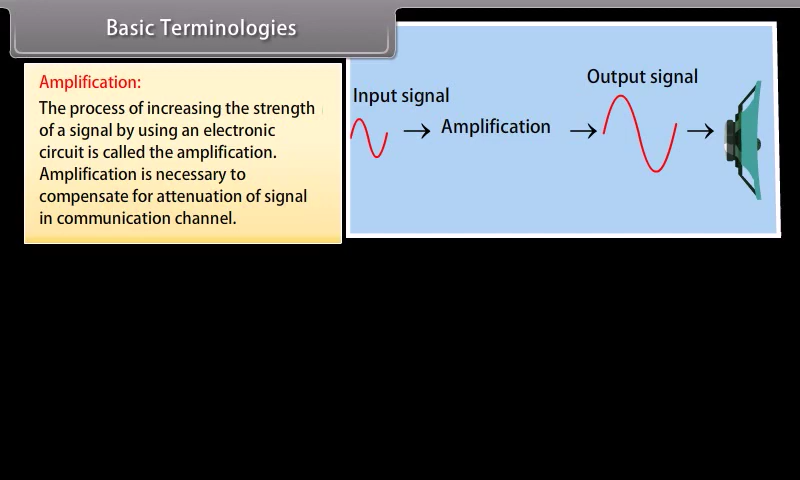 Basic Terminologies
Amplification:
The process of increasing the strength
of a signal by using an electronic
circuit is called the amplification.
Amplification is necessary to
compensate for attenuation of signal
in communication channel.
Input signal
Amplification
Output signal